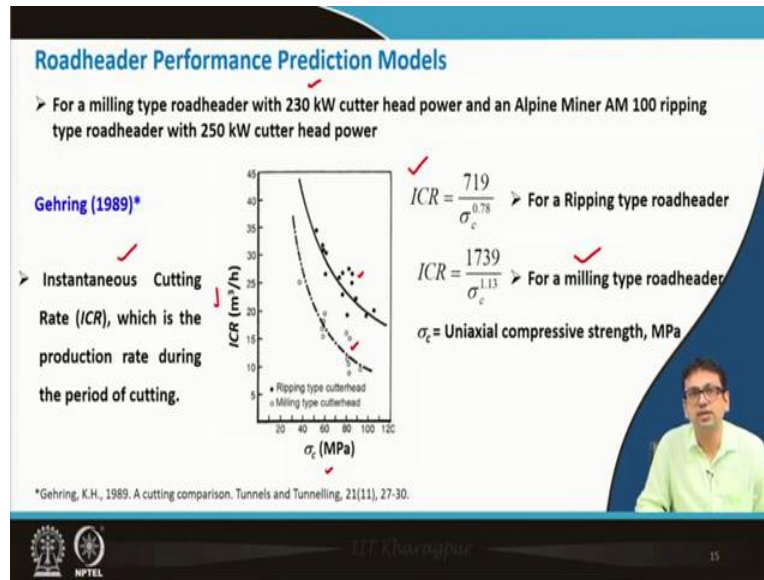 Roadheader Performance Prediction Models
➢ For a milling type roadheader with 230 kW cutter head power and an Alpine Miner AM 100 ripping
type roadheader with 250 kW cutter head power
Gehring (1989)*
➢ Instantaneous Cutting
Rate (ICR), which is the
production rate during
the period of cutting.
45
40
35
30
25
20
15
10
5
ICR (m³/h)
Ripping type cutterhead
Milling type cutterhead
20 40 60 80 100 120
σc (MPa)
ICR = 719 / σc^0.78 ➢ For a Ripping type roadheader
ICR = 1739 / σc^1.13 ➢ For a milling type roadheader
σc = Uniaxial compressive strength, MPa
*Gehring, K.H., 1989. A cutting comparison. Tunnels and Tunnelling, 21(11), 27-30.
NPTEL
IIT Kharagpur
15